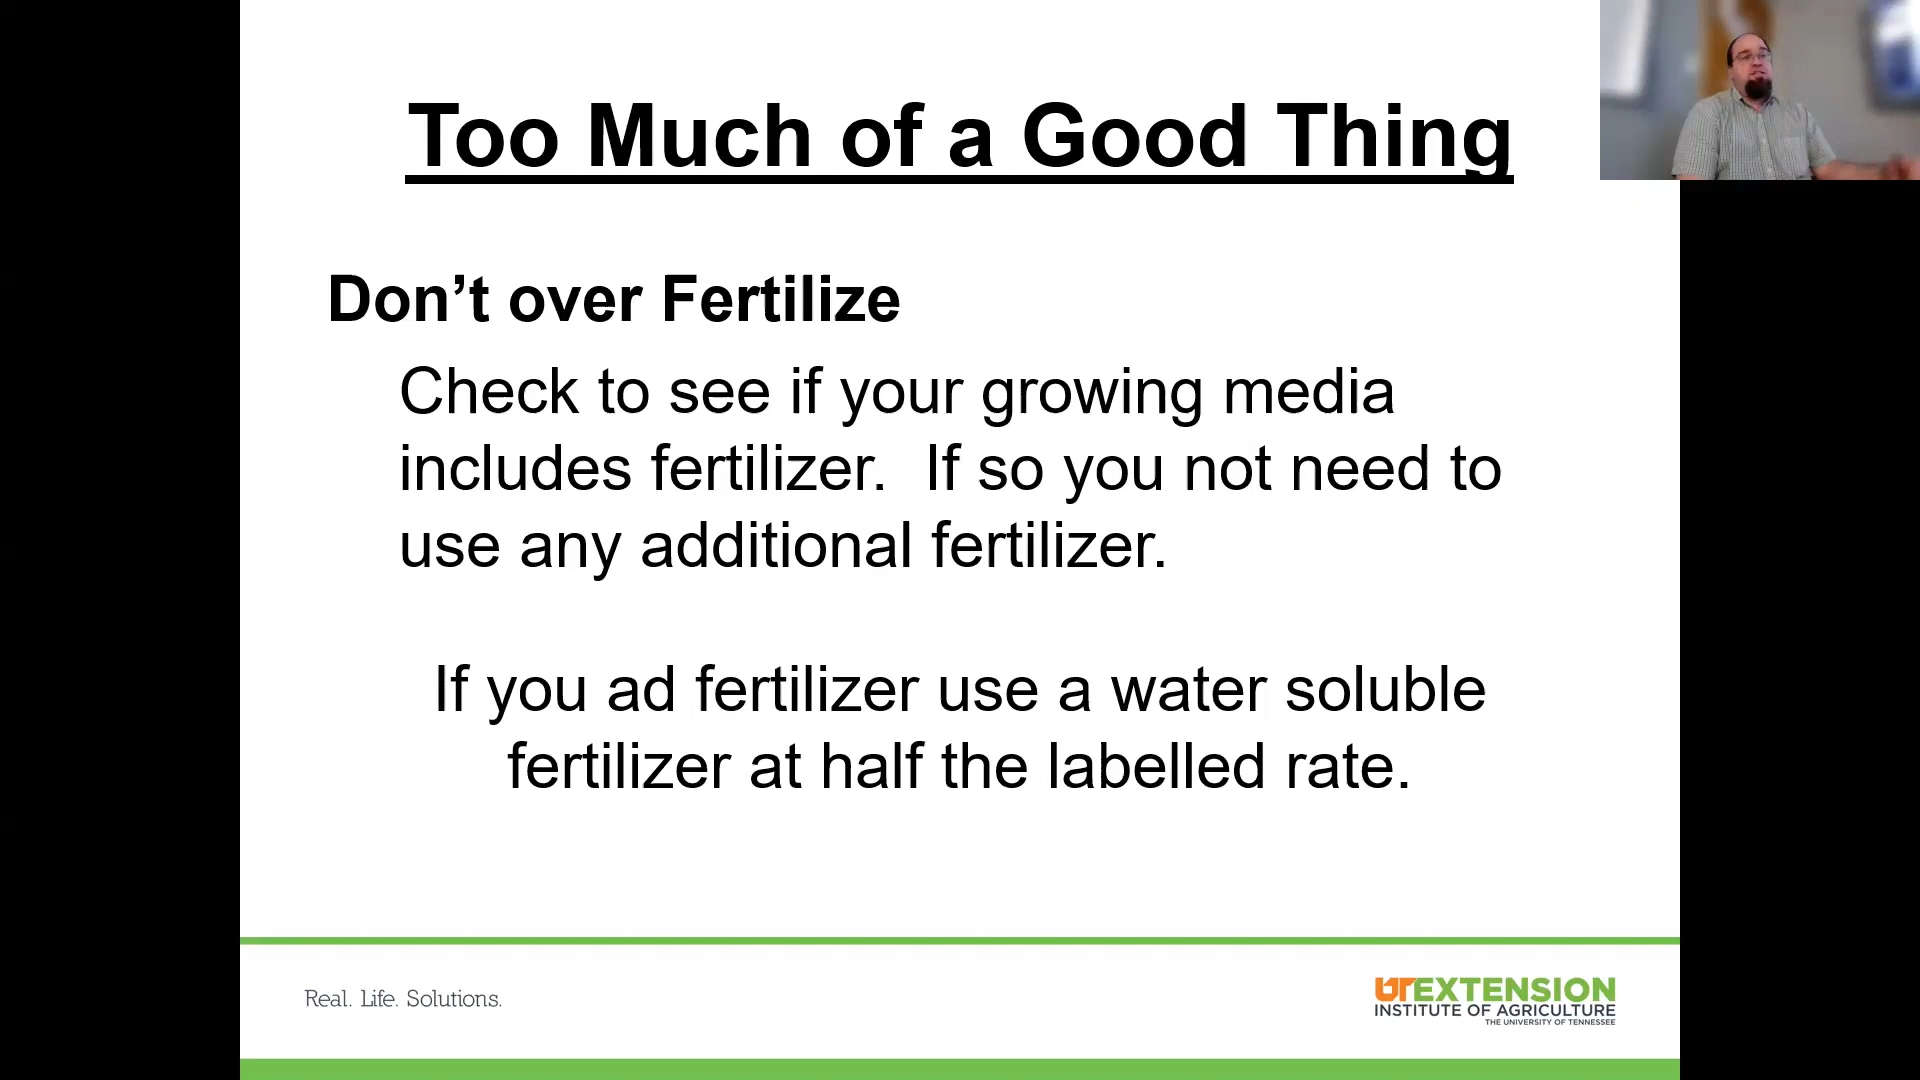 Too Much of a Good Thing
Don’t over Fertilize
Check to see if your growing media
includes fertilizer.  If so you not need to
use any additional fertilizer.
If you ad fertilizer use a water soluble
fertilizer at half the labelled rate.
Real. Life. Solutions.
UTEXTENSION
INSTITUTE OF AGRICULTURE
THE UNIVERSITY OF TENNESSEE